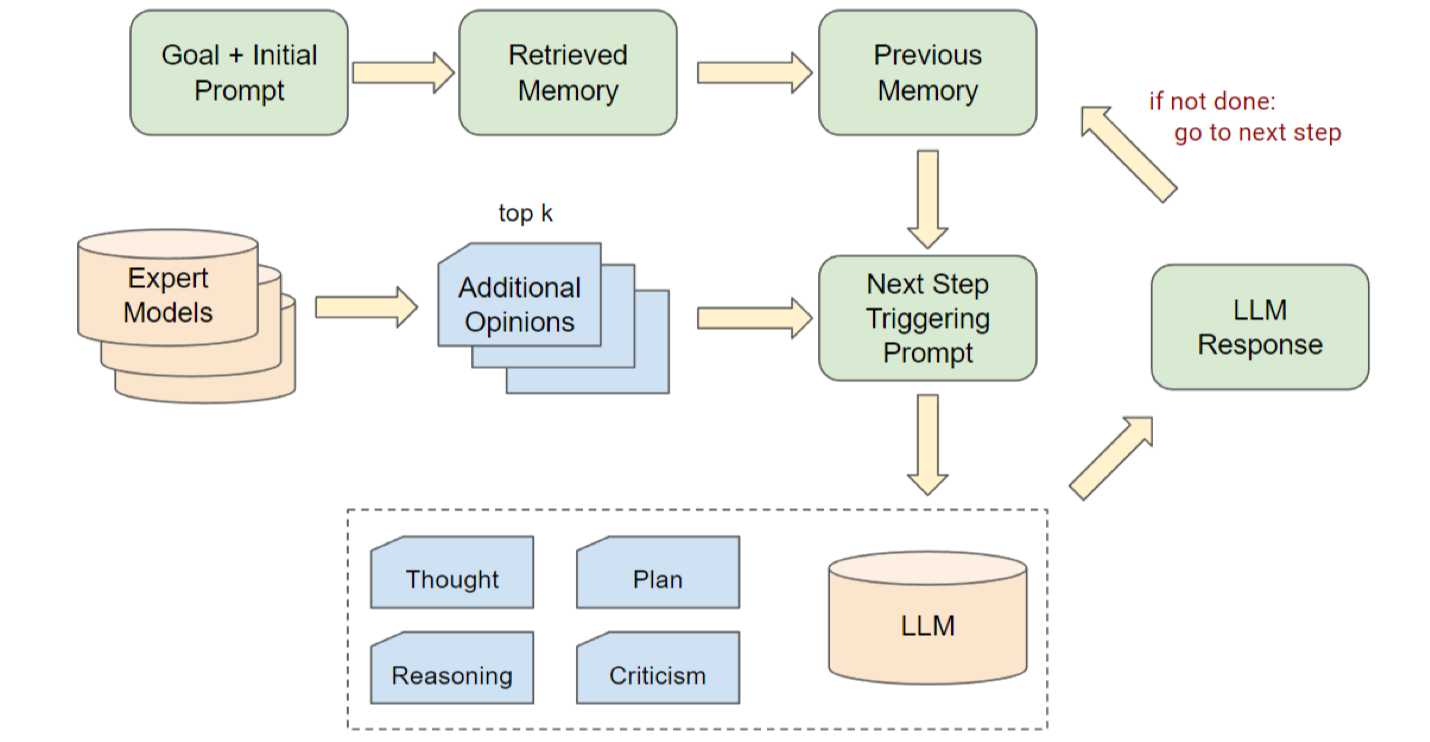 Goal + Initial
Prompt
Retrieved
Memory
Previous
Memory
if not done:
go to next step
top k
Expert
Models
Additional
Opinions
Next Step
Triggering
Prompt
LLM
Response
Thought
Plan
Reasoning
Criticism
LLM